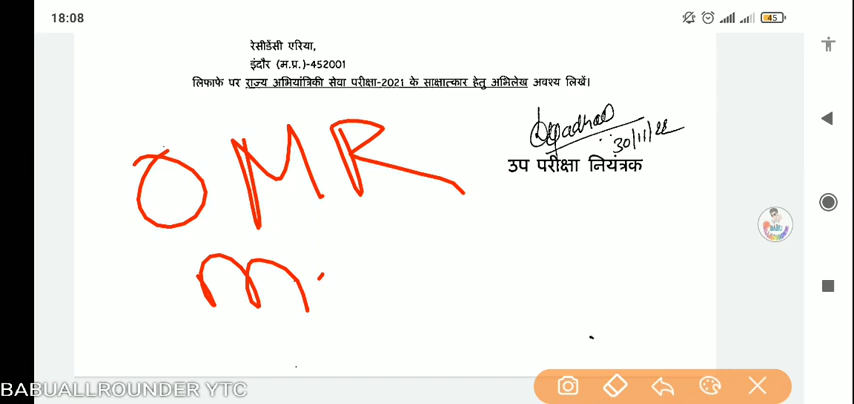 18:08
45
रेसीडेंसी एरिया,
इंदौर (म.प्र.)-452001
लिफाफे पर राज्य अभियांत्रिकी सेवा परीक्षा-2021 के साक्षात्कार हेतु अभिलेख अवश्य लिखें।
30/11/22
उप परीक्षा नियंत्रक
OMR
m
BABUALLROUNDER YTC